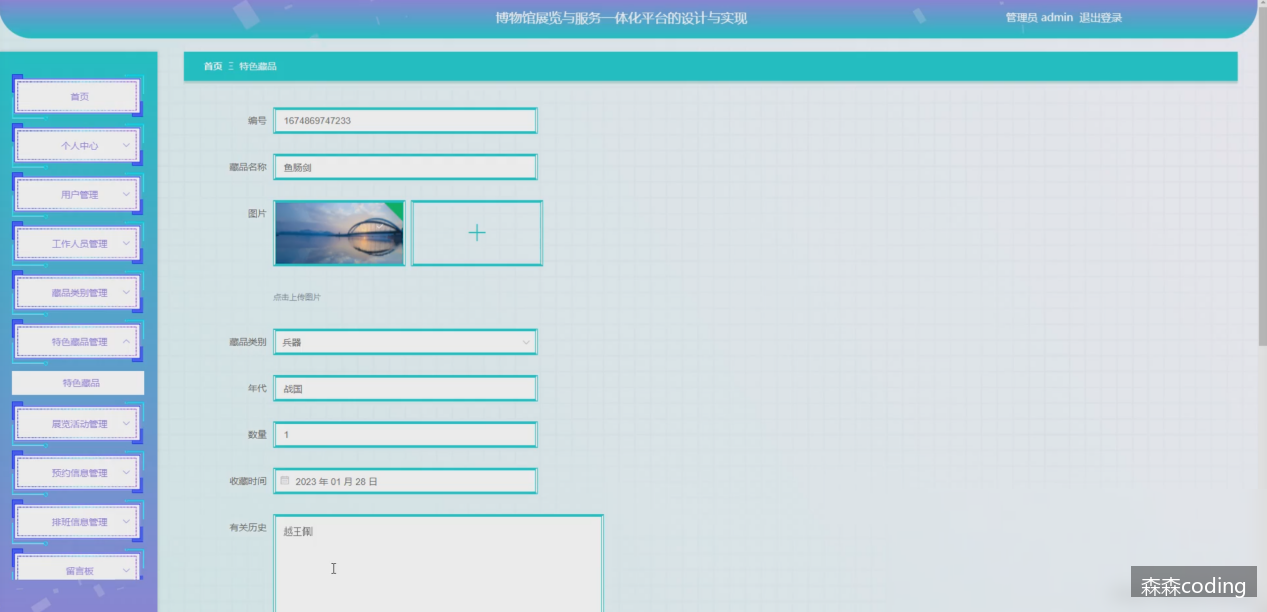 博物馆展览与服务一体化平台的设计与实现
管理员 admin 退出登录
首页
个人中心
用户管理
工作人员管理
藏品类别管理
特色藏品管理
特色藏品
展览活动管理
预约信息管理
排班信息管理
留言板
首页 Ξ 特色藏品
编号 1674869747233
藏品名称 鱼肠剑
图片
点击上传图片
藏品类别 兵器
年代 战国
数量 1
收藏时间 2023 年 01 月 28 日
有关历史 越王
森森coding